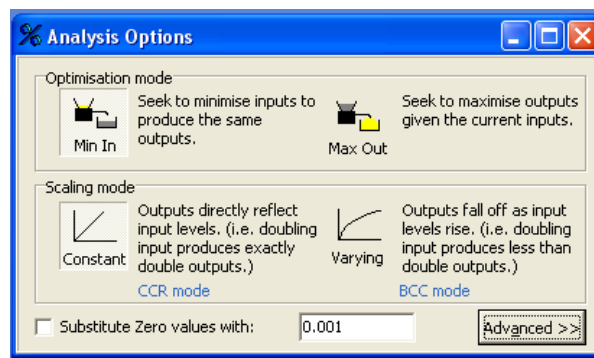 Analysis Options
Optimisation mode
Min In
Seek to minimise inputs to
produce the same
outputs.
Max Out
Seek to maximise outputs
given the current inputs.
Scaling mode
Constant
Outputs directly reflect
input levels. (i.e. doubling
input produces exactly
double outputs.)
CCR mode
Varying
Outputs fall off as input
levels rise. (i.e. doubling
input produces less than
double outputs.)
BCC mode
Substitute Zero values with:
0.001
Advanced >>